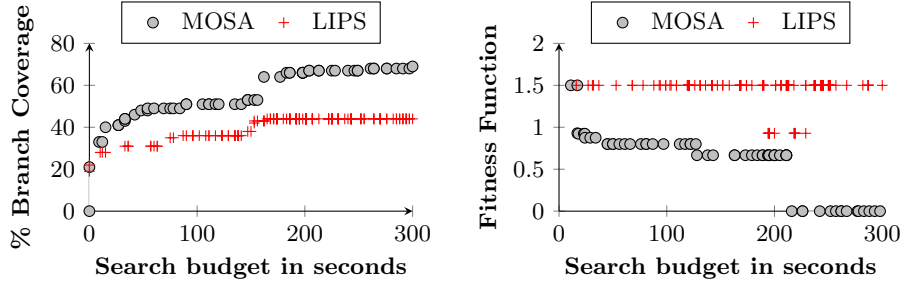 MOSA LIPS
80
60
40
20
0
0 100 200 300
% Branch Coverage
Search budget in seconds
MOSA LIPS
2
1.5
1
0.5
0
0 100 200 300
Fitness Function
Search budget in seconds